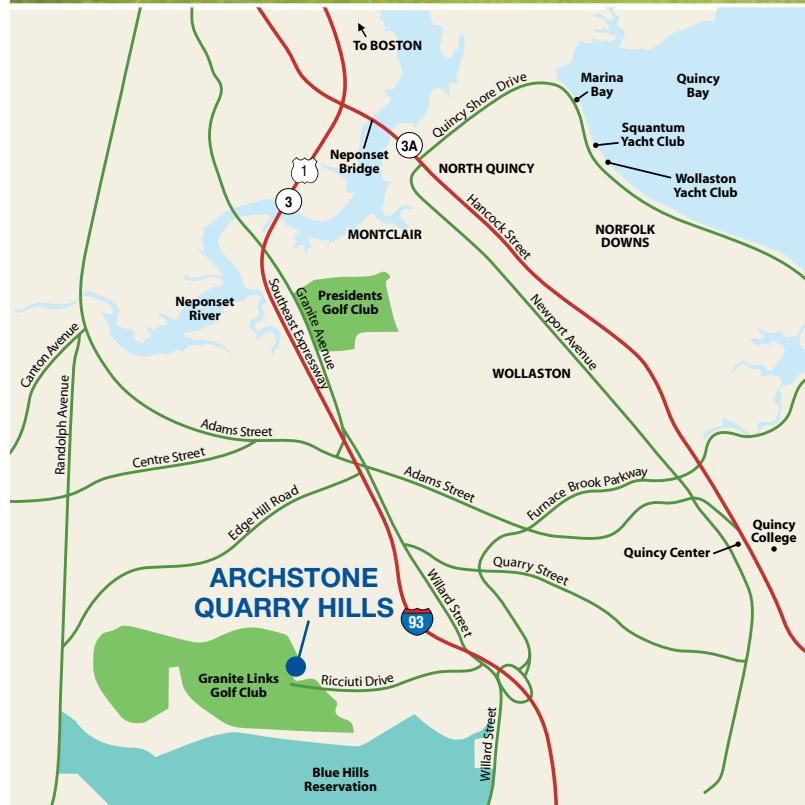 To BOSTON
Marina
Bay
Quincy
Bay
Quincy Shore Drive
Squantum
Yacht Club
3A
Neponset
Bridge
NORTH QUINCY
Wollaston
Yacht Club
1
3
Hancock Street
MONTCLAIR
NORFOLK
DOWNS
Neponset
River
Presidents
Golf Club
Granite Avenue
Southeast Expressway
Newport Avenue
Canton Avenue
WOLLASTON
Randolph Avenue
Adams Street
Centre Street
Adams Street
Furnace Brook Parkway
Edge Hill Road
Quincy
College
Quincy Center
Quarry Street
ARCHSTONE
QUARRY HILLS
Willard Street
93
Granite Links
Golf Club
Ricciuti Drive
Willard Street
Blue Hills
Reservation